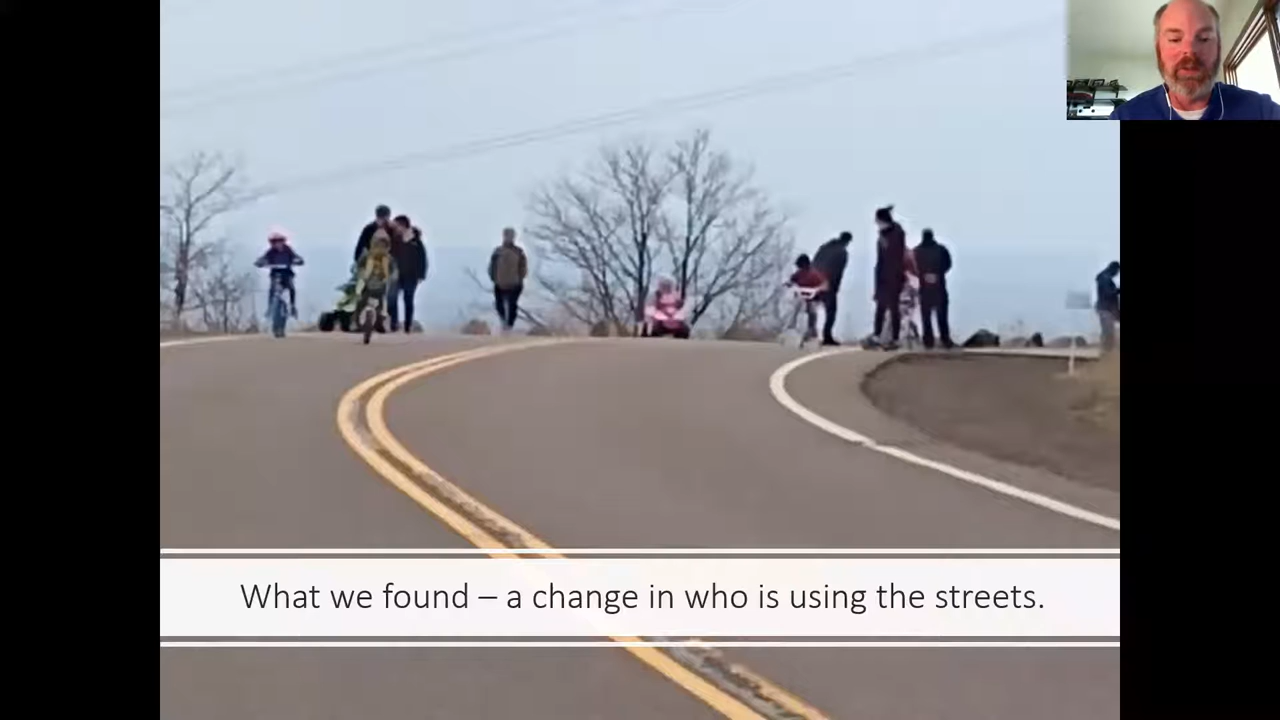 What we found – a change in who is using the streets.